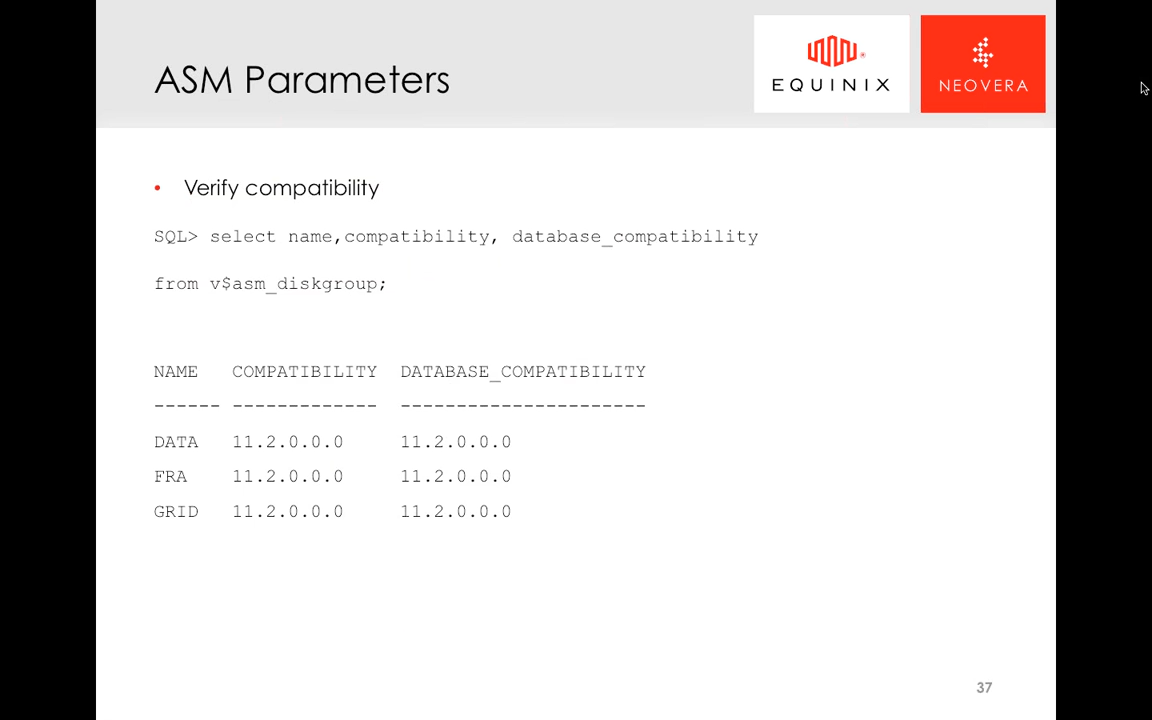 ASM Parameters
EQUINIX
NEOVERA
• Verify compatibility
SQL> select name,compatibility, database_compatibility
from v$asm_diskgroup;
NAME COMPATIBILITY DATABASE_COMPATIBILITY
------ ------------- ----------------------
DATA 11.2.0.0.0 11.2.0.0.0
FRA 11.2.0.0.0 11.2.0.0.0
GRID 11.2.0.0.0 11.2.0.0.0
37